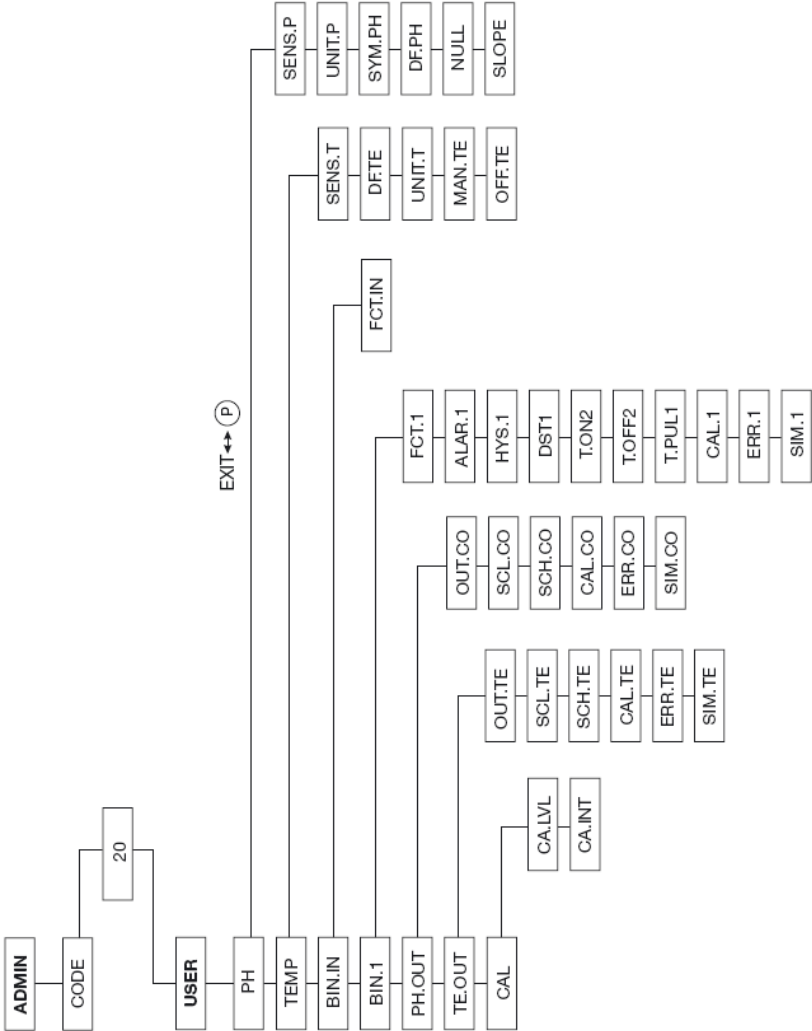 ADMIN
CODE
20
USER
PH
TEMP
BIN.IN
BIN.1
PH.OUT
TE.OUT
CAL
EXIT ↔ P
SENS.P
UNIT.P
SYM.PH
DF.PH
NULL
SLOPE
SENS.T
DF.TE
UNIT.T
MAN.TE
OFF.TE
FCT.IN
FCT.1
ALAR.1
HYS.1
DST1
T.ON2
T.OFF2
T.PUL1
CAL.1
ERR.1
SIM.1
OUT.CO
SCL.CO
SCH.CO
CAL.CO
ERR.CO
SIM.CO
OUT.TE
SCL.TE
SCH.TE
CAL.TE
ERR.TE
SIM.TE
CA.LVL
CA.INT